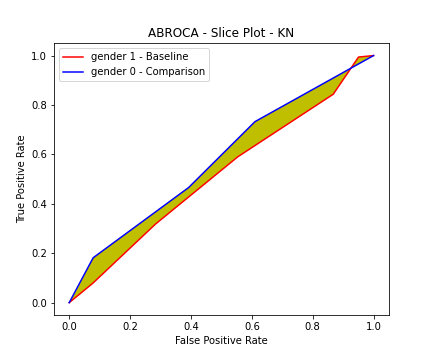 ABROCA - Slice Plot - KN
gender 1 - Baseline
gender 0 - Comparison
True Positive Rate
1.0
0.8
0.6
0.4
0.2
0.0
0.0 0.2 0.4 0.6 0.8 1.0
False Positive Rate